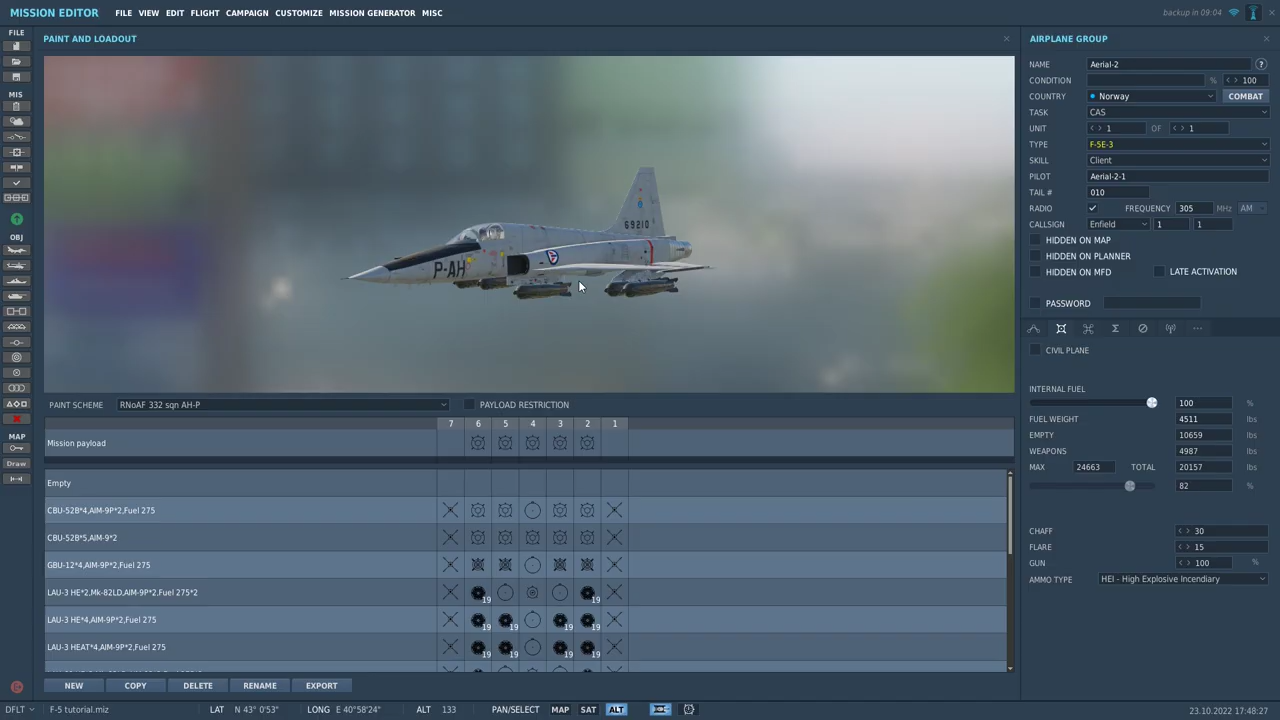 MISSION EDITOR FILE VIEW EDIT FLIGHT CAMPAIGN CUSTOMIZE MISSION GENERATOR MISC backup in 09:04
FILE
PAINT AND LOADOUT
AIRPLANE GROUP
NAME Aerial-2 ?
CONDITION % 100
COUNTRY Norway COMBAT
MIS
TASK CAS
UNIT 1 OF 1
TYPE F-5E-3
SKILL Client
PILOT Aerial-2-1
TAIL # 010
RADIO FREQUENCY 305 MHz AM
CALLSIGN Enfield 1 1
69210
OBJ
HIDDEN ON MAP
HIDDEN ON PLANNER
P-AH
HIDDEN ON MFD LATE ACTIVATION
PASSWORD
CIVIL PLANE
INTERNAL FUEL
100 %
PAINT SCHEME RNoAF 332 sqn AH-P PAYLOAD RESTRICTION
FUEL WEIGHT 4511 lbs
7 6 5 4 3 2 1
EMPTY 10659 lbs
MAP
Mission payload
WEAPONS 4987 lbs
Draw
MAX 24663 TOTAL 20157 lbs
Empty
82 %
CBU-52B*4,AIM-9P*2,Fuel 275
CHAFF 30
CBU-52B*5,AIM-9*2
FLARE 15
GBU-12*4,AIM-9P*2,Fuel 275
GUN 100 %
AMMO TYPE HEI - High Explosive Incendiary
LAU-3 HE*2,Mk-82LD,AIM-9P*2,Fuel 275*2 19 19
LAU-3 HE*4,AIM-9P*2,Fuel 275 19 19 19 19
LAU-3 HEAT*4,AIM-9P*2,Fuel 275 19 19 19 19
NEW COPY DELETE RENAME EXPORT
DFLT F-5 tutorial.miz LAT N 43° 0'53" LONG E 40°58'24" ALT 133 PAN/SELECT MAP SAT ALT 23.10.2022 17:48:27